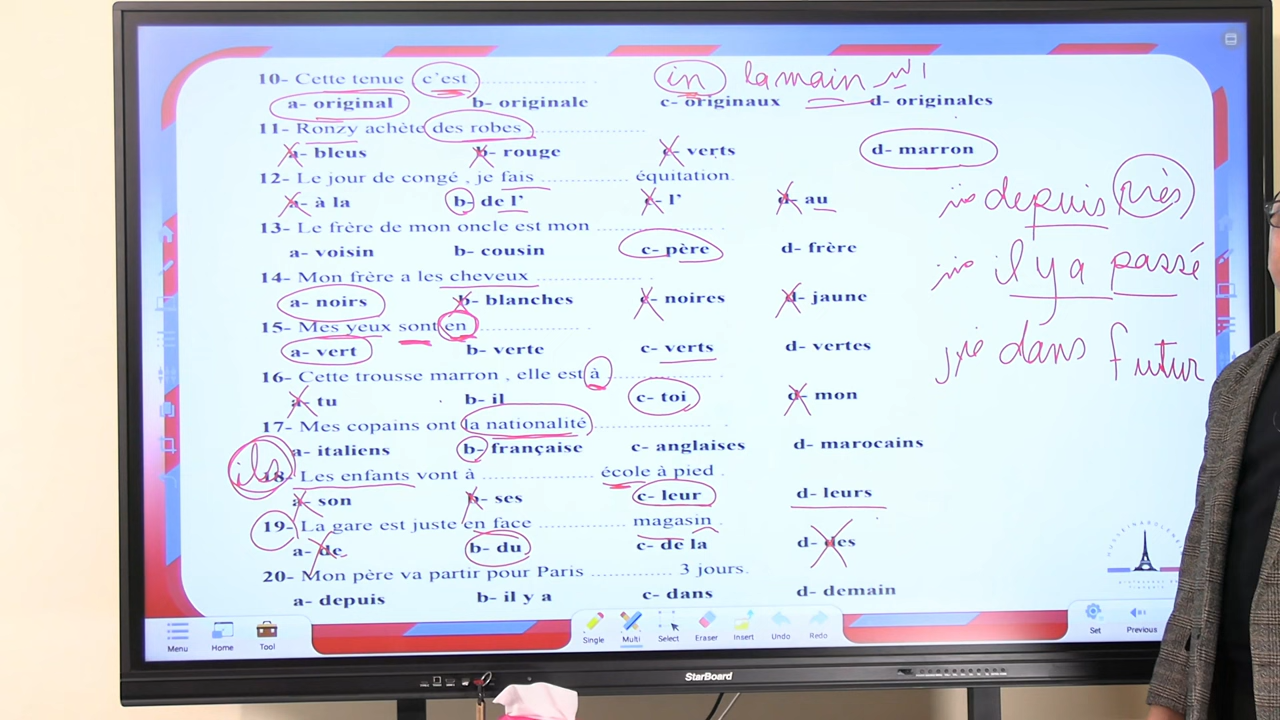 10- Cette tenue c'est ..............
in la main n° 1
a- original b- originale c- originaux d- originales
11- Ronzy achète des robes ..............
a- bleus b- rouge c- verts d- marron
12- Le jour de congé , je fais .............. équitation.
a- à la b- de l' c- l' d- au
13- Le frère de mon oncle est mon .............. .
a- voisin b- cousin c- père d- frère
14- Mon frère a les cheveux .............. .
a- noirs b- blanches c- noires d- jaune
15- Mes yeux sont en .............. .
a- vert b- verte c- verts d- vertes
16- Cette trousse marron , elle est à .............. .
a- tu b- il c- toi d- mon
17- Mes copains ont la nationalité .............. .
a- italiens b- française c- anglaises d- marocains
ils
18- Les enfants vont à .............. école à pied .
a- son b- ses c- leur d- leurs
19- La gare est juste en face .............. magasin .
a- de b- du c- de la d- des
20- Mon père va partir pour Paris .............. 3 jours.
a- depuis b- il y a c- dans d- demain
depuis
il y a passé
dans futur
Menu Home Tool Single Multi Select Eraser Insert Undo Redo Set Previous
StarBoard